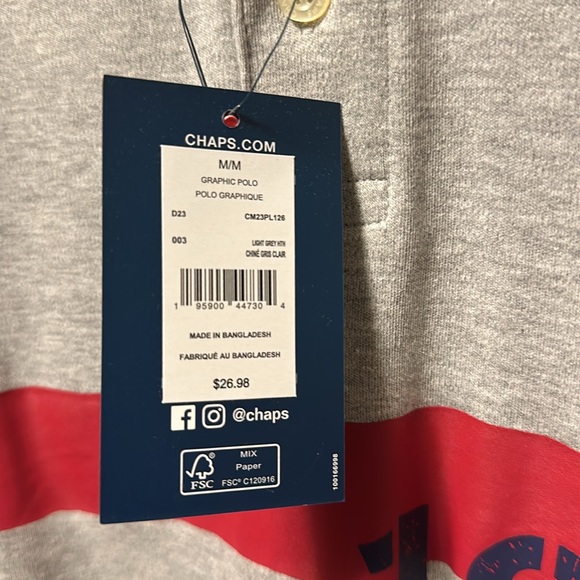 CHAPS.COM
M/M
GRAPHIC POLO
POLO GRAPHIQUE
D23 CM23PL126
003 LIGHT GREY HTH
CHINÉ GRIS CLAIR
1 95900 44730 4
MADE IN BANGLADESH
FABRIQUÉ AU BANGLADESH
$26.98
@chaps
FSC
MIX
Paper
FSC® C120916
100166998